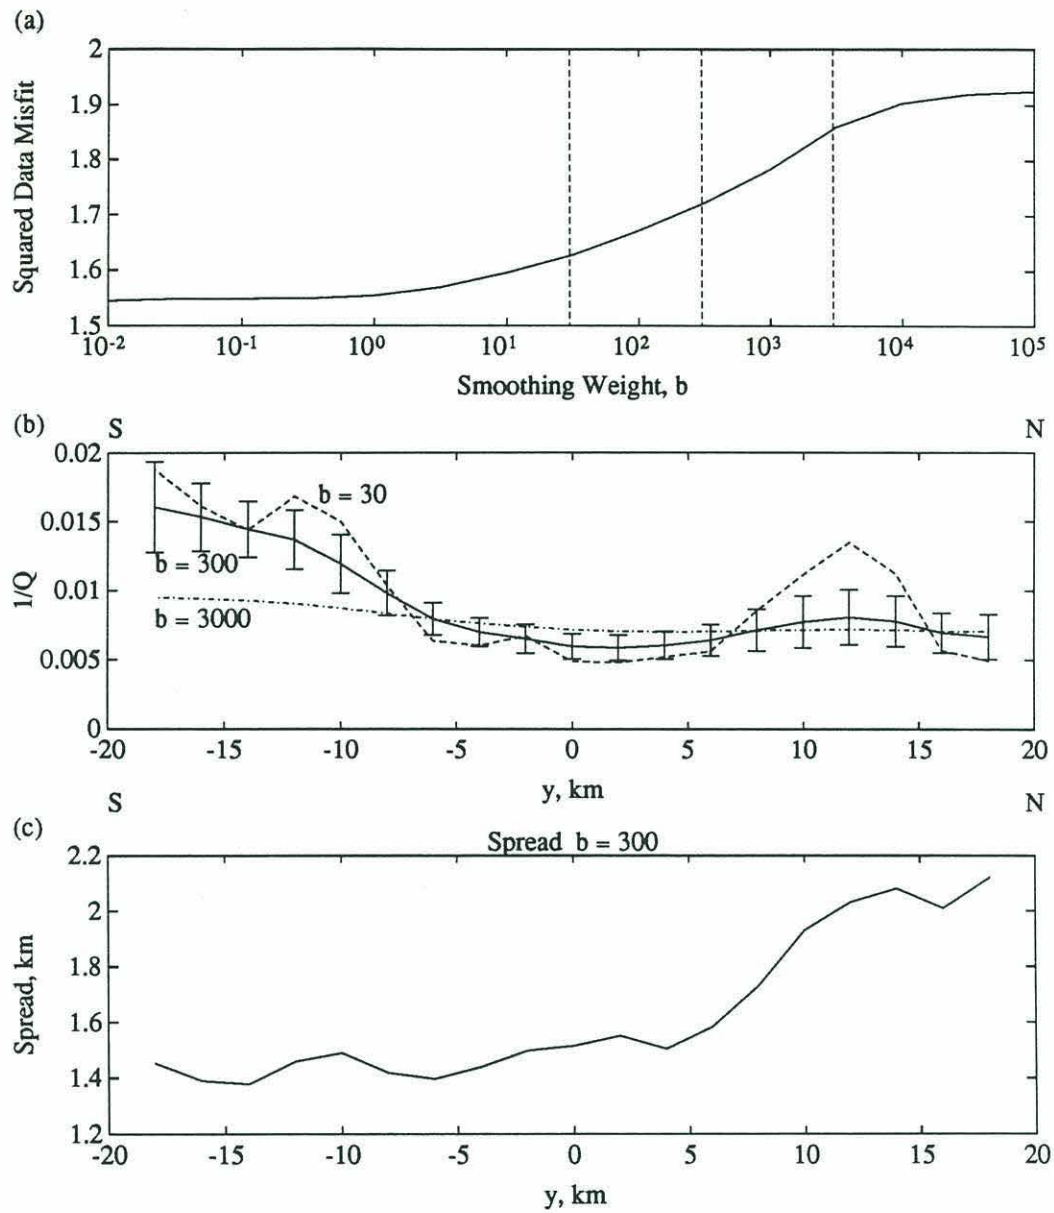 (a)
2
1.9
1.8
1.7
1.6
1.5
Squared Data Misfit
10-2 10-1 100 101 102 103 104 105
Smoothing Weight, b
(b)
S N
0.02
0.015
0.01
0.005
0
1/Q
b = 30
b = 300
b = 3000
-20 -15 -10 -5 0 5 10 15 20
y, km
S N
(c)
Spread b = 300
2.2
2
1.8
1.6
1.4
1.2
Spread, km
-20 -15 -10 -5 0 5 10 15 20
y, km